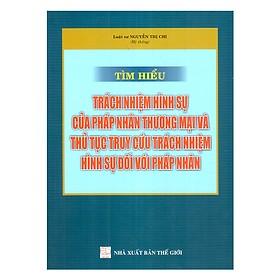 Luật sư NGUYỄN THỊ CHI
(Hệ thống)
TÌM HIỂU
TRÁCH NHIỆM HÌNH SỰ
CỦA PHÁP NHÂN THƯƠNG MẠI VÀ
THỦ TỤC TRUY CỨU TRÁCH NHIỆM
HÌNH SỰ ĐỐI VỚI PHÁP NHÂN
NHÀ XUẤT BẢN THẾ GIỚI